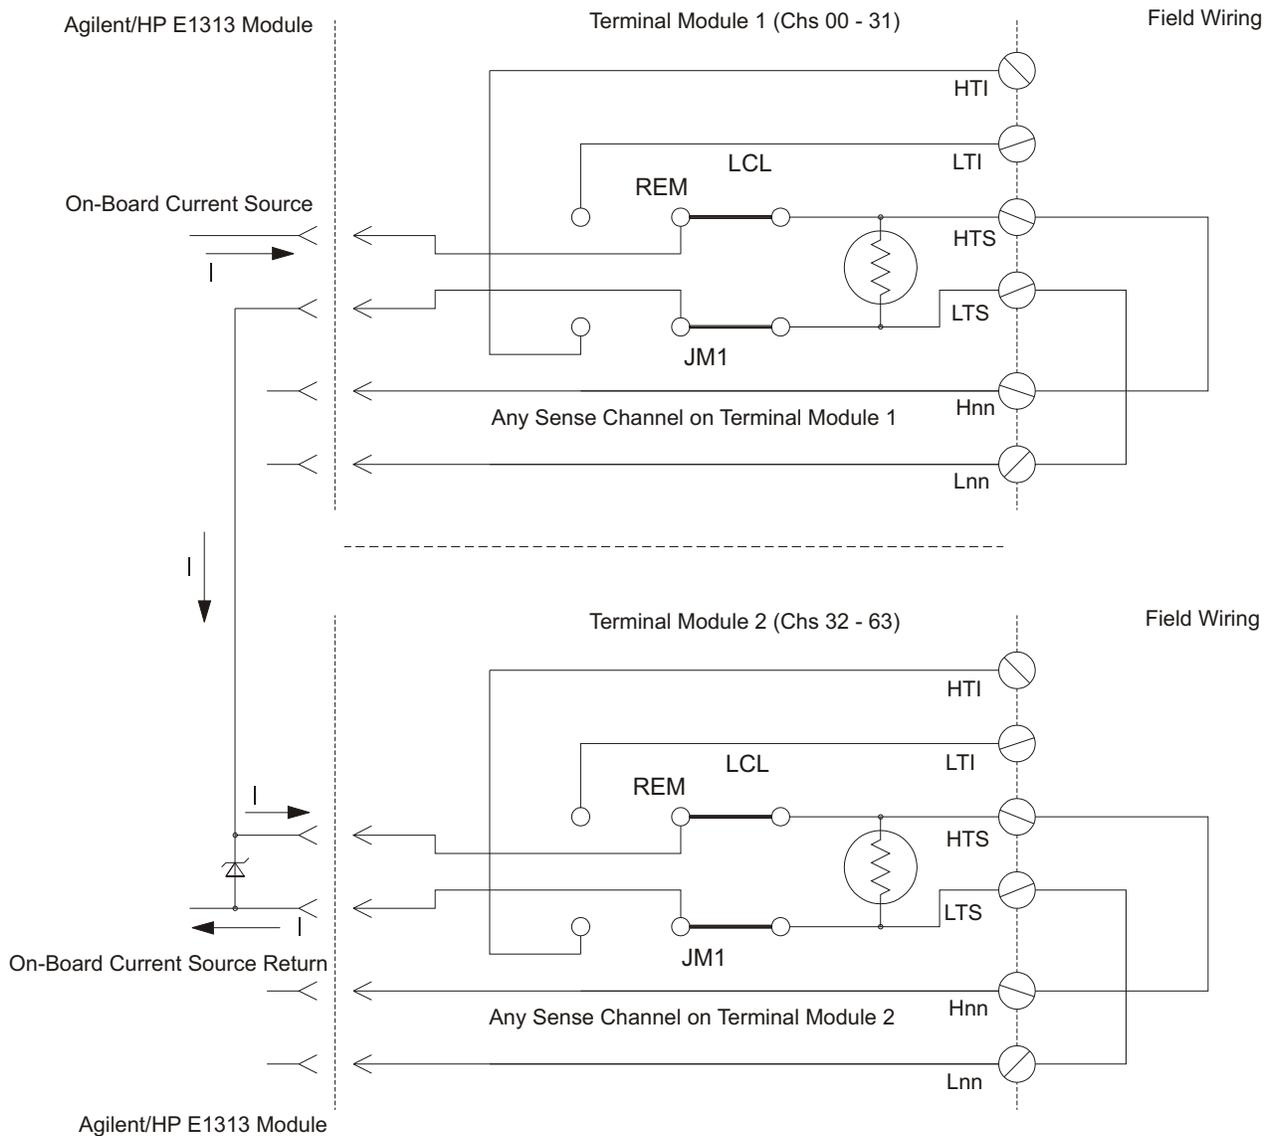 Agilent/HP E1313 Module
Terminal Module 1 (Chs 00 - 31)
Field Wiring
HTI
LTI
LCL
REM
On-Board Current Source
HTS
I
LTS
JM1
Hnn
Any Sense Channel on Terminal Module 1
Lnn
I
Terminal Module 2 (Chs 32 - 63)
Field Wiring
HTI
LTI
LCL
REM
I
HTS
LTS
I
JM1
On-Board Current Source Return
Hnn
Any Sense Channel on Terminal Module 2
Lnn
Agilent/HP E1313 Module